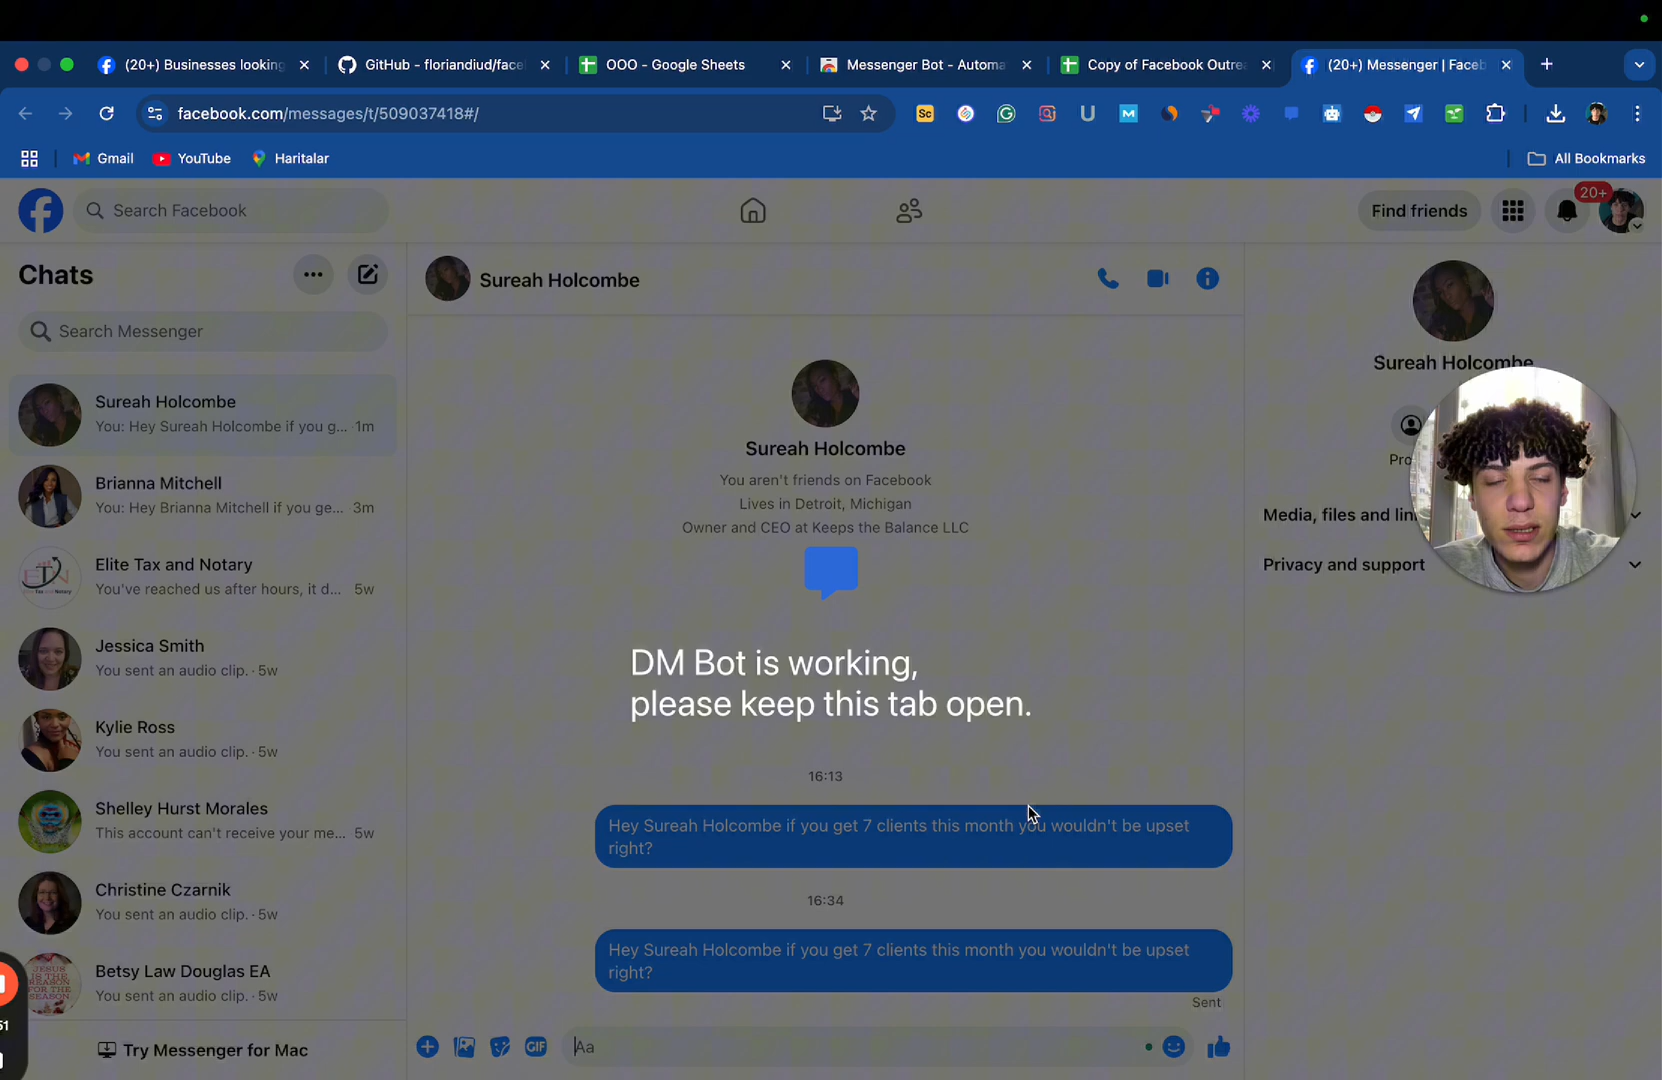 (20+) Businesses looking
GitHub - floriandiud/face
OOO - Google Sheets
Messenger Bot - Automa
Copy of Facebook Outre
(20+) Messenger | Faceb
facebook.com/messages/t/509037418#/
Sc
Gmail
YouTube
Haritalar
All Bookmarks
Search Facebook
Find friends
20+
Chats
Search Messenger
Sureah Holcombe
You: Hey Sureah Holcombe if you g... · 1m
Brianna Mitchell
You: Hey Brianna Mitchell if you ge... · 3m
Elite Tax and Notary
You've reached us after hours, it d... · 5w
Jessica Smith
You sent an audio clip. · 5w
Kylie Ross
You sent an audio clip. · 5w
Shelley Hurst Morales
This account can't receive your me... · 5w
Christine Czarnik
You sent an audio clip. · 5w
Betsy Law Douglas EA
You sent an audio clip. · 5w
Try Messenger for Mac
Sureah Holcombe
Sureah Holcombe
You aren't friends on Facebook
Lives in Detroit, Michigan
Owner and CEO at Keeps the Balance LLC
DM Bot is working,
please keep this tab open.
16:13
Hey Sureah Holcombe if you get 7 clients this month you wouldn't be upset
right?
16:34
Hey Sureah Holcombe if you get 7 clients this month you wouldn't be upset
right?
Sent
GIF
Aa
Sureah Holcombe
Pro
Media, files and lin
Privacy and support
51